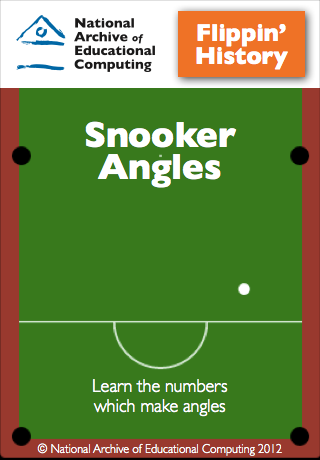 National
Archive of
Educational
Computing
Flippin'
History
Snooker
Angles
Learn the numbers
which make angles
© National Archive of Educational Computing 2012